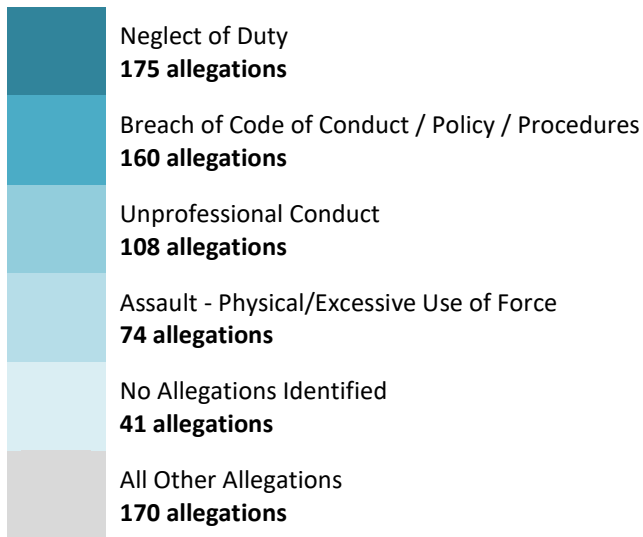 Neglect of Duty
175 allegations
Breach of Code of Conduct / Policy / Procedures
160 allegations
Unprofessional Conduct
108 allegations
Assault - Physical/Excessive Use of Force
74 allegations
No Allegations Identified
41 allegations
All Other Allegations
170 allegations